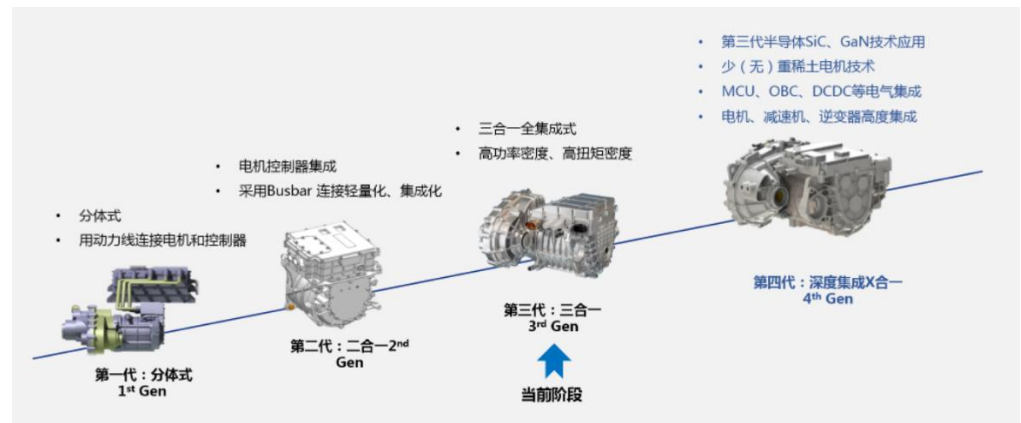 • 分体式
• 用动力线连接电机和控制器
第一代：分体式
1st Gen
• 电机控制器集成
• 采用Busbar 连接轻量化、集成化
第二代：二合一2nd
Gen
• 三合一全集成式
• 高功率密度、高扭矩密度
第三代：三合一
3rd Gen
当前阶段
• 第三代半导体SiC、GaN技术应用
• 少（无）重稀土电机技术
• MCU、OBC、DCDC等电气集成
• 电机、减速机、逆变器高度集成
第四代：深度集成X合一
4th Gen